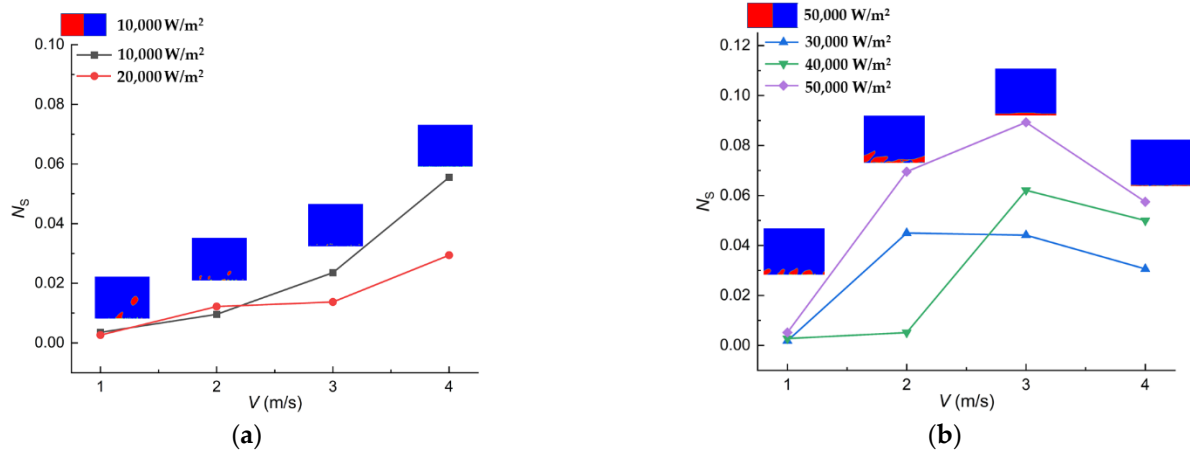 10,000 W/m²
10,000 W/m²
20,000 W/m²
0.10
0.08
0.06
0.04
0.02
0.00
Nₛ
1 2 3 4
V (m/s)
(a)
50,000 W/m²
30,000 W/m²
40,000 W/m²
50,000 W/m²
0.12
0.10
0.08
0.06
0.04
0.02
0.00
Nₛ
1 2 3 4
V (m/s)
(b)